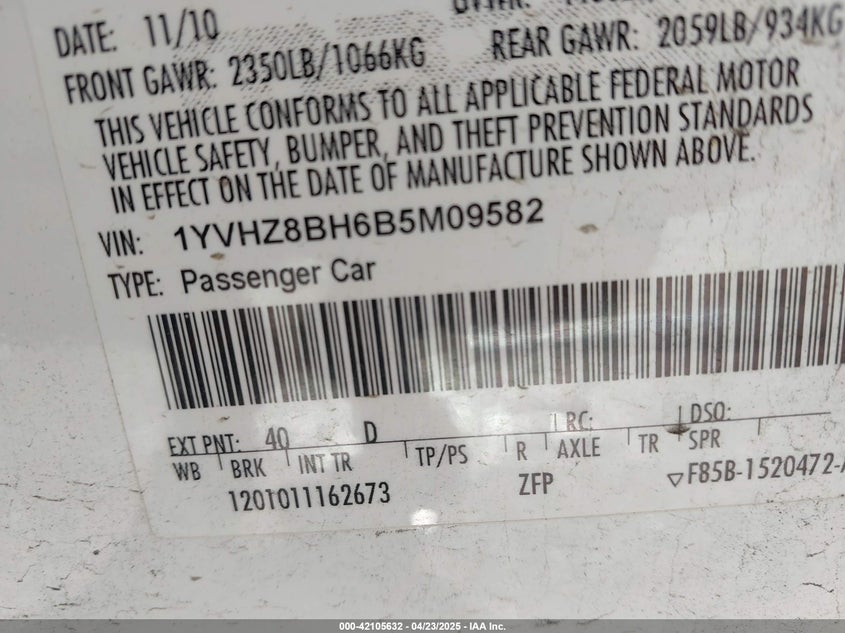 DATE: 11/10
FRONT GAWR: 2350LB/1066KG REAR GAWR: 2059LB/934KG
THIS VEHICLE CONFORMS TO ALL APPLICABLE FEDERAL MOTOR
VEHICLE SAFETY, BUMPER, AND THEFT PREVENTION STANDARDS
IN EFFECT ON THE DATE OF MANUFACTURE SHOWN ABOVE.
VIN: 1YVHZ8BH6B5M09582
TYPE: Passenger Car
EXT PNT: 40 D RC: DSO:
WB BRK INT TR TP/PS R AXLE TR SPR
1201011162673 ZFP ▽F85B-1520472-
000-42105632 - 04/23/2025 - IAA Inc.